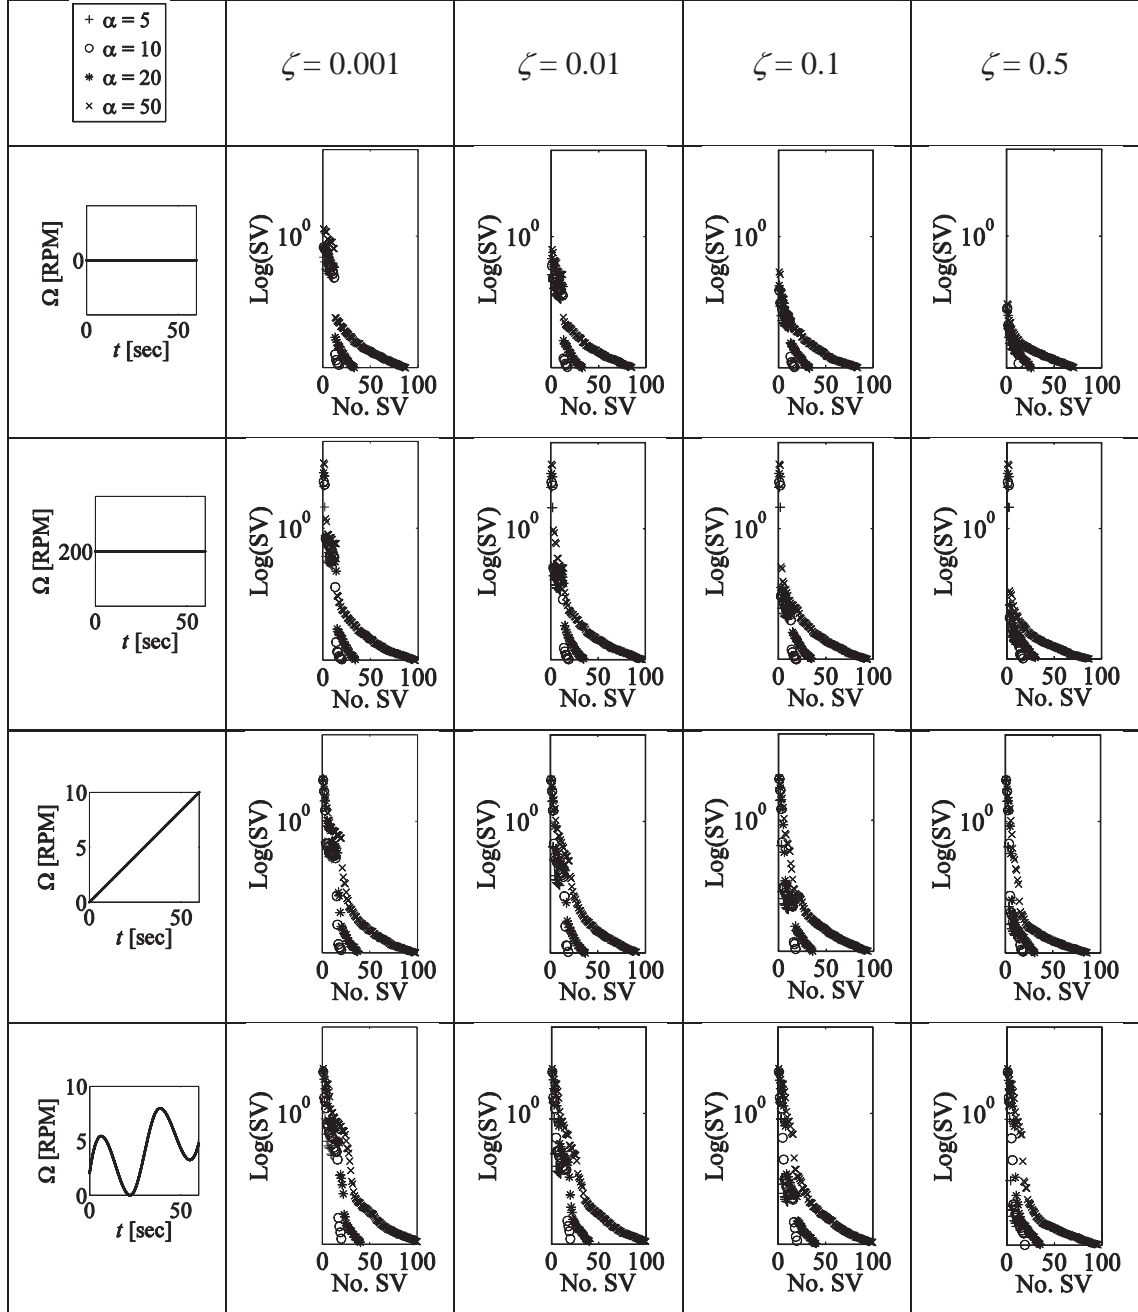 + α = 5
○ α = 10
* α = 20
× α = 50
ζ = 0.001
ζ = 0.01
ζ = 0.1
ζ = 0.5
Ω [RPM]
0
0 50
t [sec]
Log(SV)
10^0
0 50 100
No. SV
Log(SV)
10^0
0 50 100
No. SV
Log(SV)
10^0
0 50 100
No. SV
Log(SV)
10^0
0 50 100
No. SV
Ω [RPM]
200
0 50
t [sec]
Log(SV)
10^0
0 50 100
No. SV
Log(SV)
10^0
0 50 100
No. SV
Log(SV)
10^0
0 50 100
No. SV
Log(SV)
10^0
0 50 100
No. SV
Ω [RPM]
10
5
0
0 50
t [sec]
Log(SV)
10^0
0 50 100
No. SV
Log(SV)
10^0
0 50 100
No. SV
Log(SV)
10^0
0 50 100
No. SV
Log(SV)
10^0
0 50 100
No. SV
Ω [RPM]
10
5
0
0 50
t [sec]
Log(SV)
10^0
0 50 100
No. SV
Log(SV)
10^0
0 50 100
No. SV
Log(SV)
10^0
0 50 100
No. SV
Log(SV)
10^0
0 50 100
No. SV